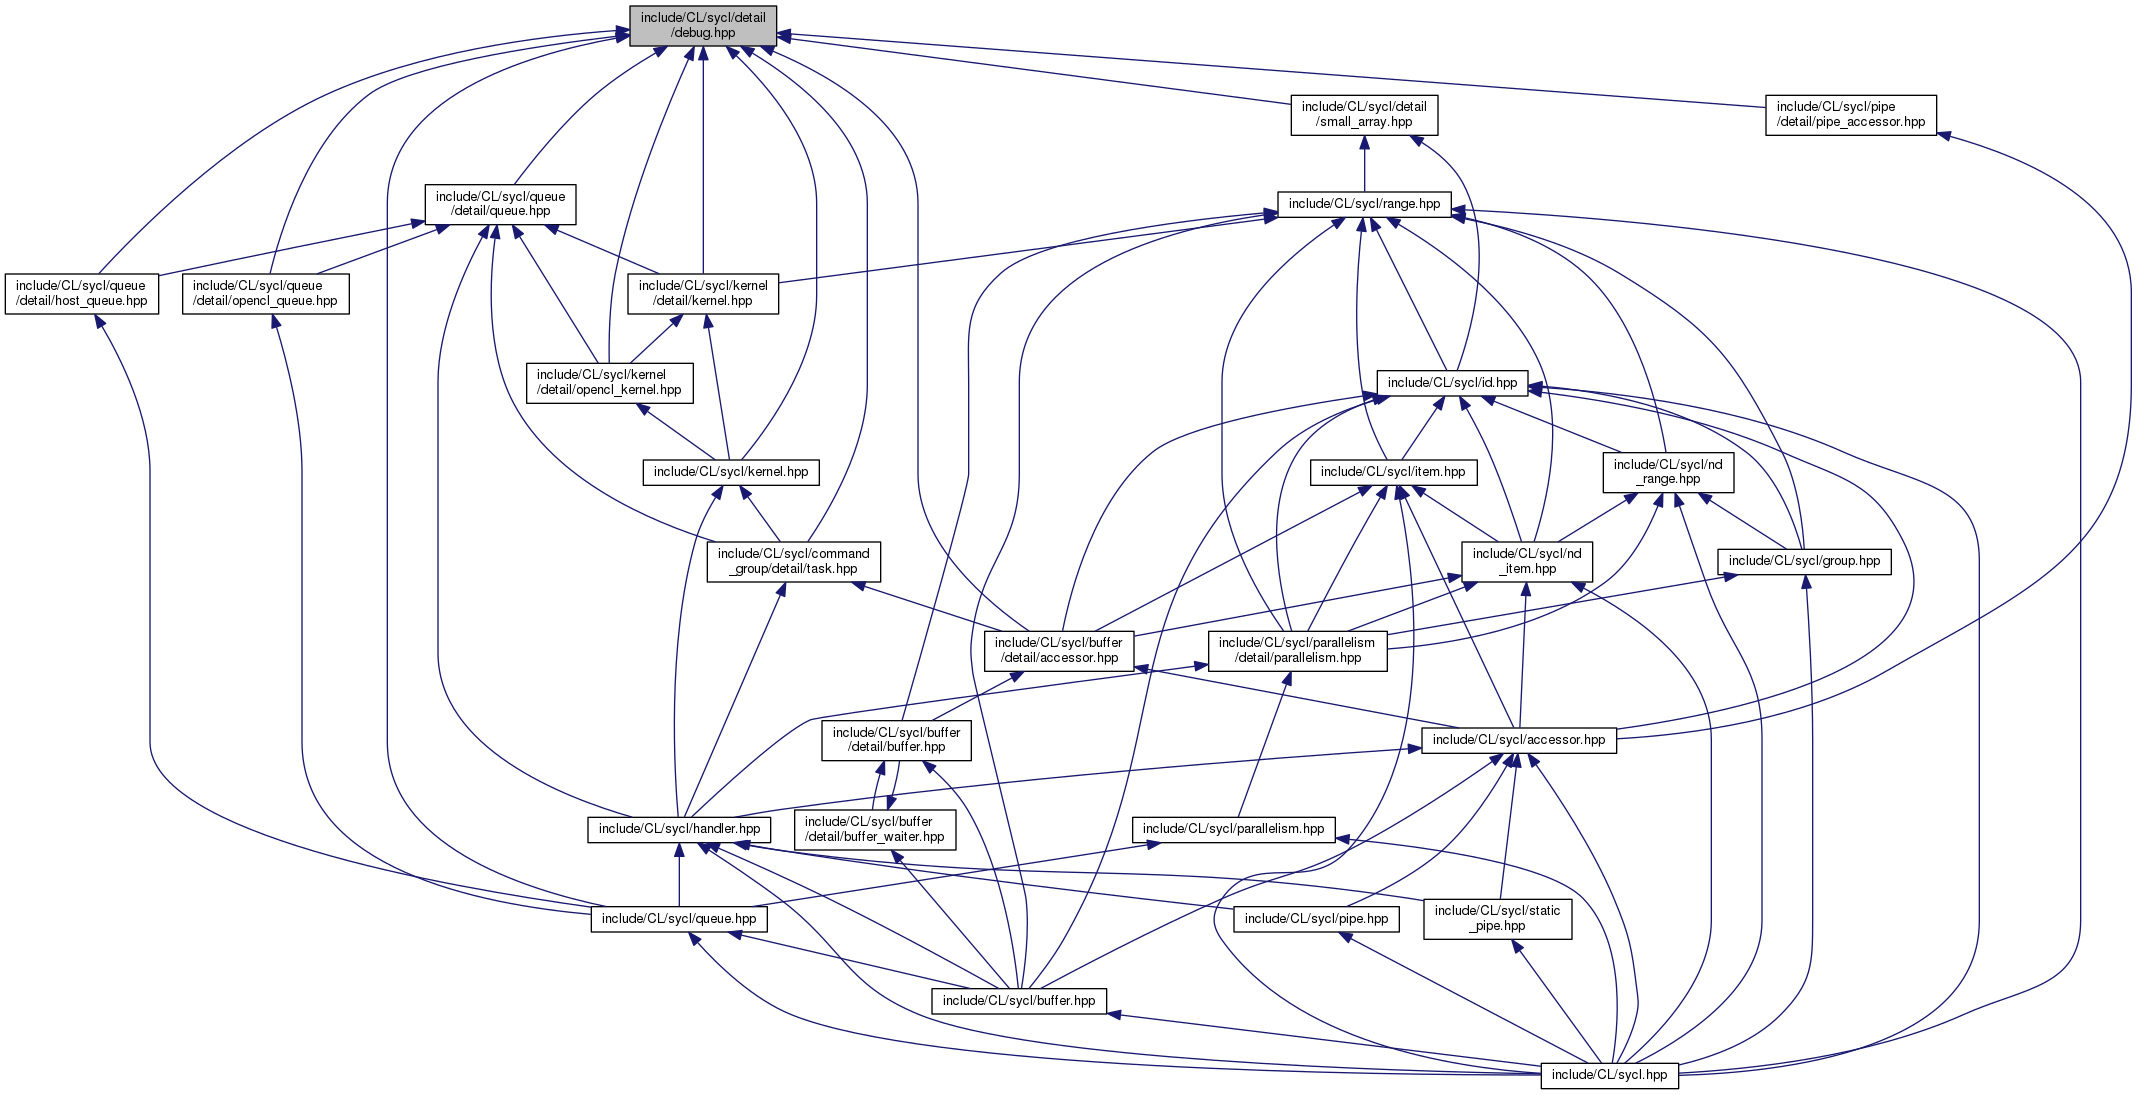 include/CL/sycl/detail
/debug.hpp
include/CL/sycl/detail
/small_array.hpp
include/CL/sycl/pipe
/detail/pipe_accessor.hpp
include/CL/sycl/queue
/detail/queue.hpp
include/CL/sycl/range.hpp
include/CL/sycl/queue
/detail/host_queue.hpp
include/CL/sycl/queue
/detail/opencl_queue.hpp
include/CL/sycl/kernel
/detail/kernel.hpp
include/CL/sycl/kernel
/detail/opencl_kernel.hpp
include/CL/sycl/id.hpp
include/CL/sycl/kernel.hpp
include/CL/sycl/item.hpp
include/CL/sycl/nd
_range.hpp
include/CL/sycl/command
_group/detail/task.hpp
include/CL/sycl/nd
_item.hpp
include/CL/sycl/group.hpp
include/CL/sycl/buffer
/detail/accessor.hpp
include/CL/sycl/parallelism
/detail/parallelism.hpp
include/CL/sycl/buffer
/detail/buffer.hpp
include/CL/sycl/accessor.hpp
include/CL/sycl/handler.hpp
include/CL/sycl/buffer
/detail/buffer_waiter.hpp
include/CL/sycl/parallelism.hpp
include/CL/sycl/queue.hpp
include/CL/sycl/pipe.hpp
include/CL/sycl/static
_pipe.hpp
include/CL/sycl/buffer.hpp
include/CL/sycl.hpp